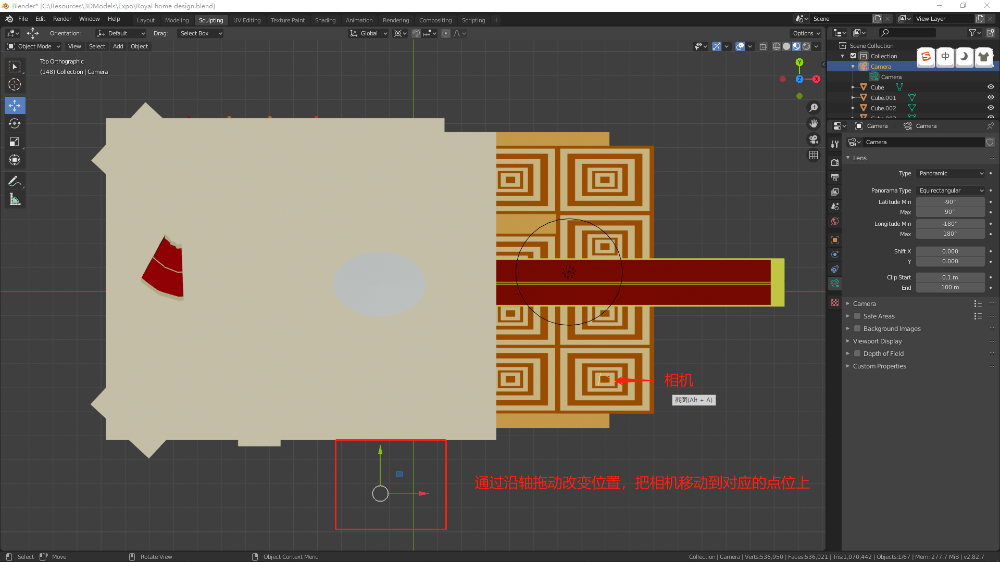 Blender* [C:\Resources\3DModels\Expo\Royal home design.blend]
File Edit Render Window Help
Layout Modeling Sculpting UV Editing Texture Paint Shading Animation Rendering Compositing Scripting +
Scene
View Layer
Orientation: Default Drag: Select Box
Global
Options
Object Mode View Select Add Object
Top Orthographic
(148) Collection | Camera
Y
Z
X
Scene Collection
Collection
Camera
Camera
Cube
Cube.001
Cube.002
中
Camera Camera
Camera
Lens
Type Panoramic
Panorama Type Equirectangular
Latitude Min -90°
Max 90°
Longitude Min -180°
Max 180°
Shift X 0.000
Y 0.000
Clip Start 0.1 m
End 100 m
Camera
Safe Areas
Background Images
Viewport Display
Depth of Field
Custom Properties
相机
截图(Alt + A)
通过沿轴拖动改变位置，把相机移动到对应的点位上
Select Move Rotate View Object Context Menu
Collection | Camera | Verts:536,950 | Faces:536,021 | Tris:1,070,442 | Objects:1/67 | Mem: 277.7 MiB | v2.82.7